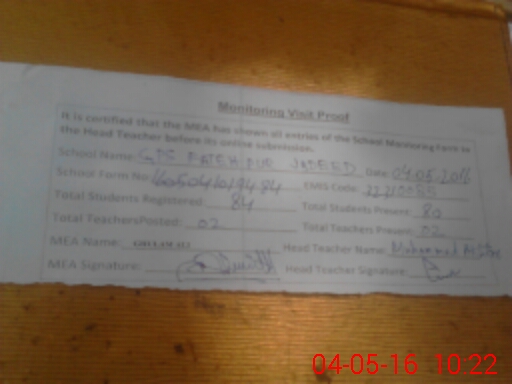 Monitoring Visit Proof
It is certified that the MEA has shown all entries of the School Monitoring Form to
the Head Teacher before its online submission.
School Name: GPS FATEHPUR JADEED Date: 04.05.2016
School Form No: EMIS Code:
Total Students Registered: 84 Total Students Present: 80
Total Teachers Posted: 02 Total Teachers Present: 02
MEA Name: Head Teacher Name: Mohammad
MEA Signature: Head Teacher Signature:
04-05-16 10:22